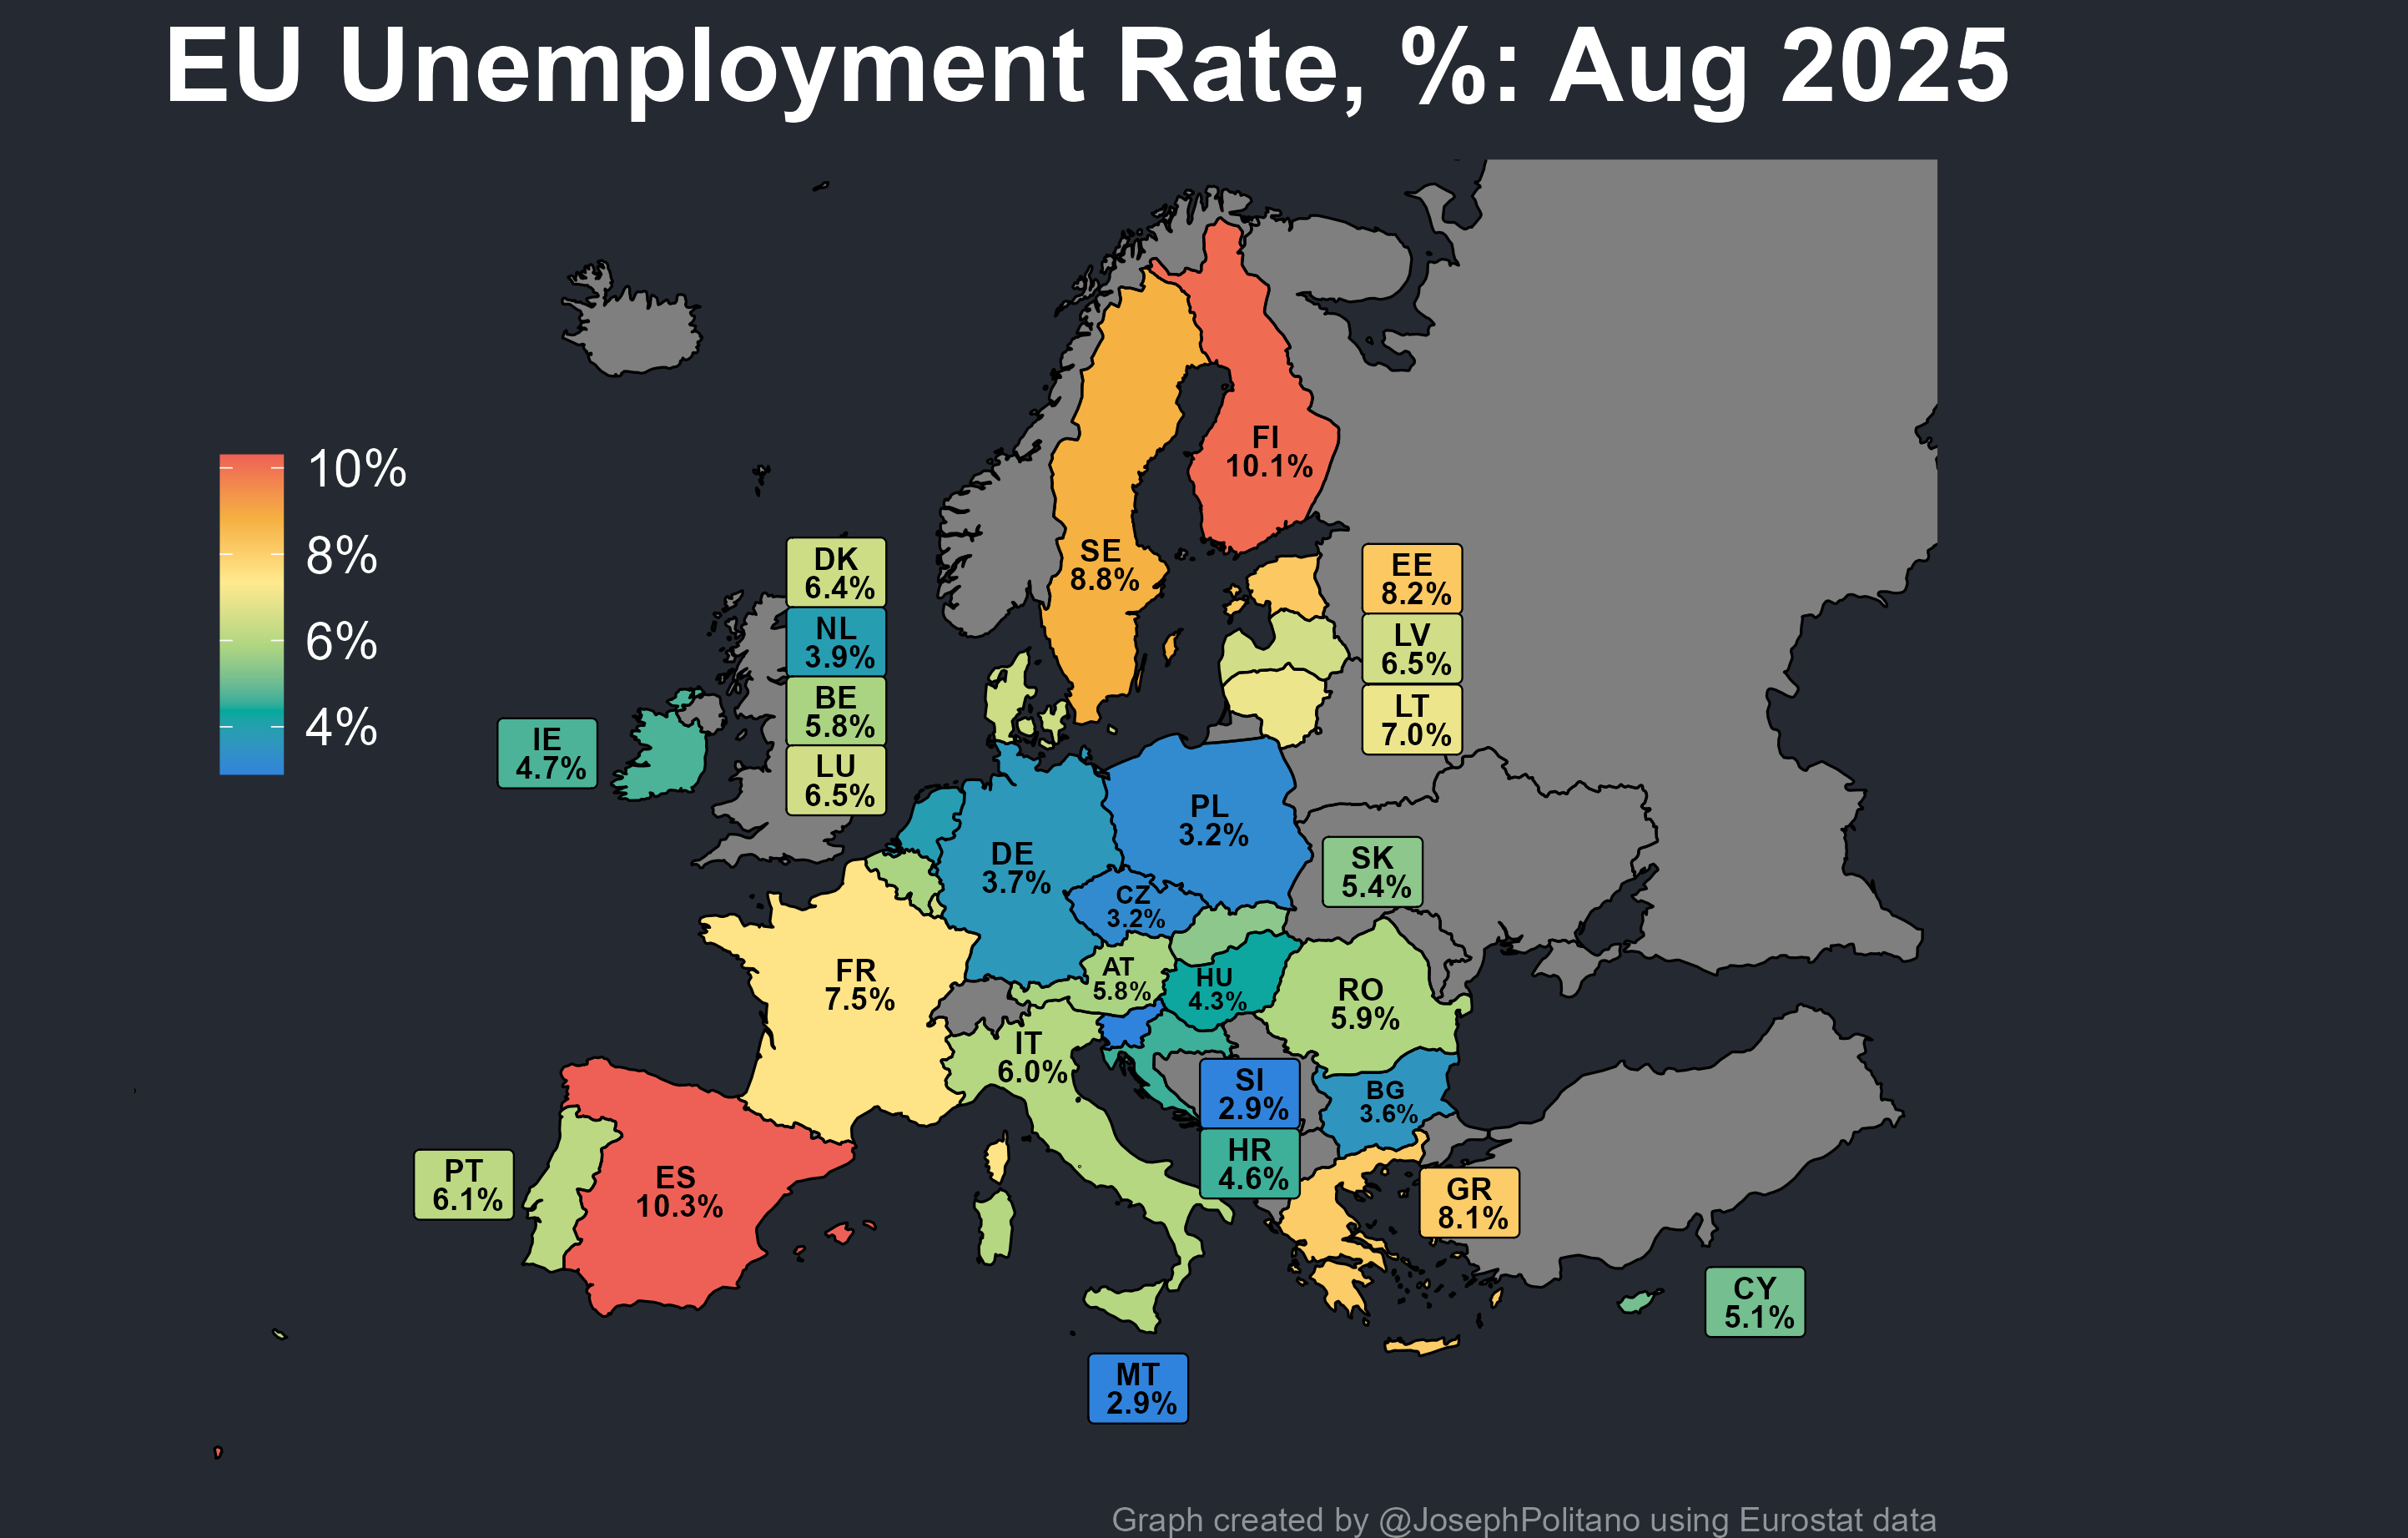 EU Unemployment Rate, %: Aug 2025
10%
8%
6%
4%
FI
10.1%
SE
8.8%
DK
6.4%
NL
3.9%
BE
5.8%
LU
6.5%
EE
8.2%
LV
6.5%
LT
7.0%
IE
4.7%
PL
3.2%
DE
3.7%
SK
5.4%
CZ
3.2%
FR
7.5%
AT
5.8%
HU
4.3%
RO
5.9%
IT
6.0%
SI
2.9%
BG
3.6%
HR
4.6%
PT
6.1%
ES
10.3%
GR
8.1%
CY
5.1%
MT
2.9%
Graph created by @JosephPolitano using Eurostat data